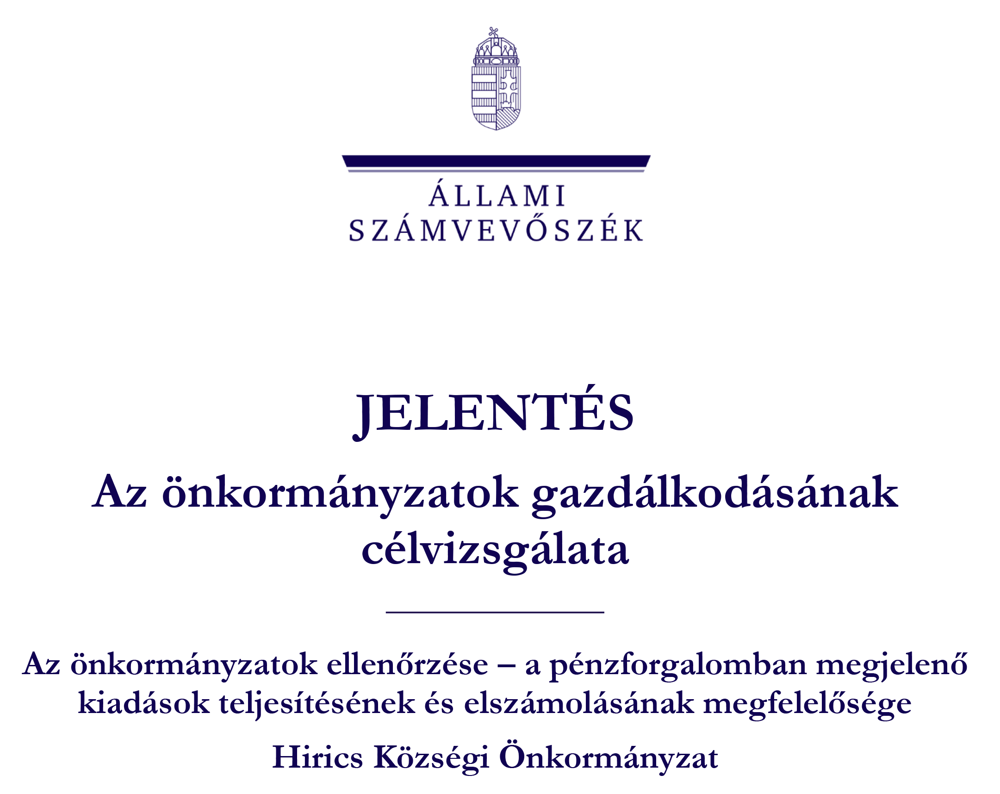 ÁLLAMI
SZÁMVEVŐSZÉK
JELENTÉS
Az önkormányzatok gazdálkodásának
célvizsgálata
Az önkormányzatok ellenőrzése – a pénzforgalomban megjelenő
kiadások teljesítésének és elszámolásának megfelelősége
Hirics Községi Önkormányzat